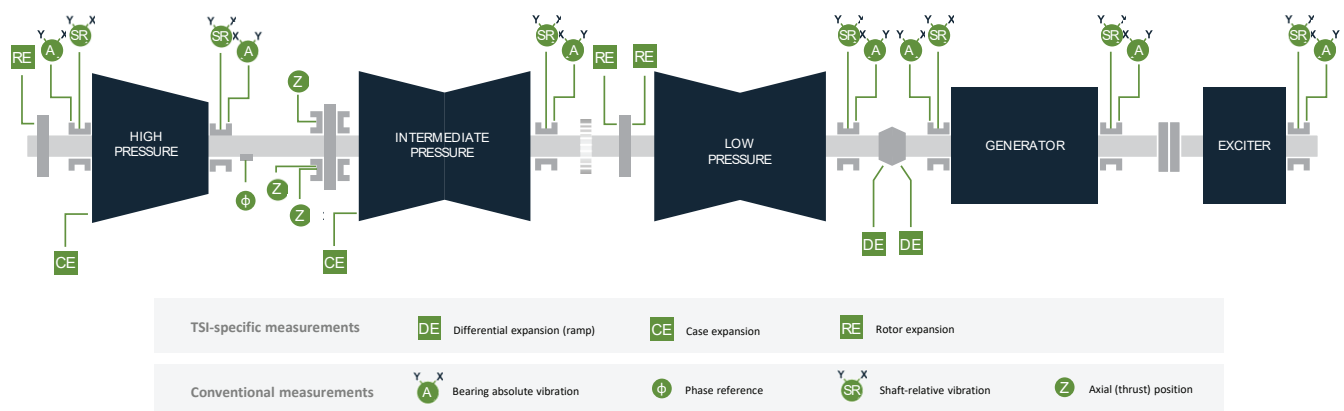 Y X
Y X
Y X
X Y
Y X
X Y
Y X
X Y
Y X
Y X
Y X
X Y
Y X
X Y
RE
A
SR
SR
A
Z
SR
A
RE
RE
SR
A
A
SR
SR
A
SR
A
HIGH
PRESSURE
INTERMEDIATE
PRESSURE
LOW
PRESSURE
GENERATOR
EXCITER
Z
ϕ
Z
:
CE
CE
DE
DE
TSI-specific measurements
DE Differential expansion (ramp)
CE Case expansion
RE Rotor expansion
Conventional measurements
Y X
A Bearing absolute vibration
ϕ Phase reference
Y X
SR Shaft-relative vibration
Z Axial (thrust) position